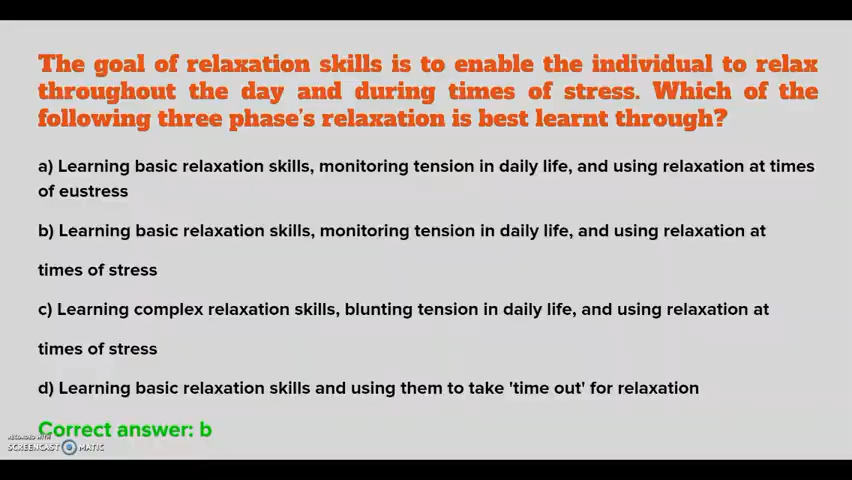 The goal of relaxation skills is to enable the individual to relax
throughout the day and during times of stress. Which of the
following three phase's relaxation is best learnt through?
a) Learning basic relaxation skills, monitoring tension in daily life, and using relaxation at times
of eustress
b) Learning basic relaxation skills, monitoring tension in daily life, and using relaxation at
times of stress
c) Learning complex relaxation skills, blunting tension in daily life, and using relaxation at
times of stress
d) Learning basic relaxation skills and using them to take 'time out' for relaxation
Correct answer: b
RECORDED WITH
SCREENCAST MATIC